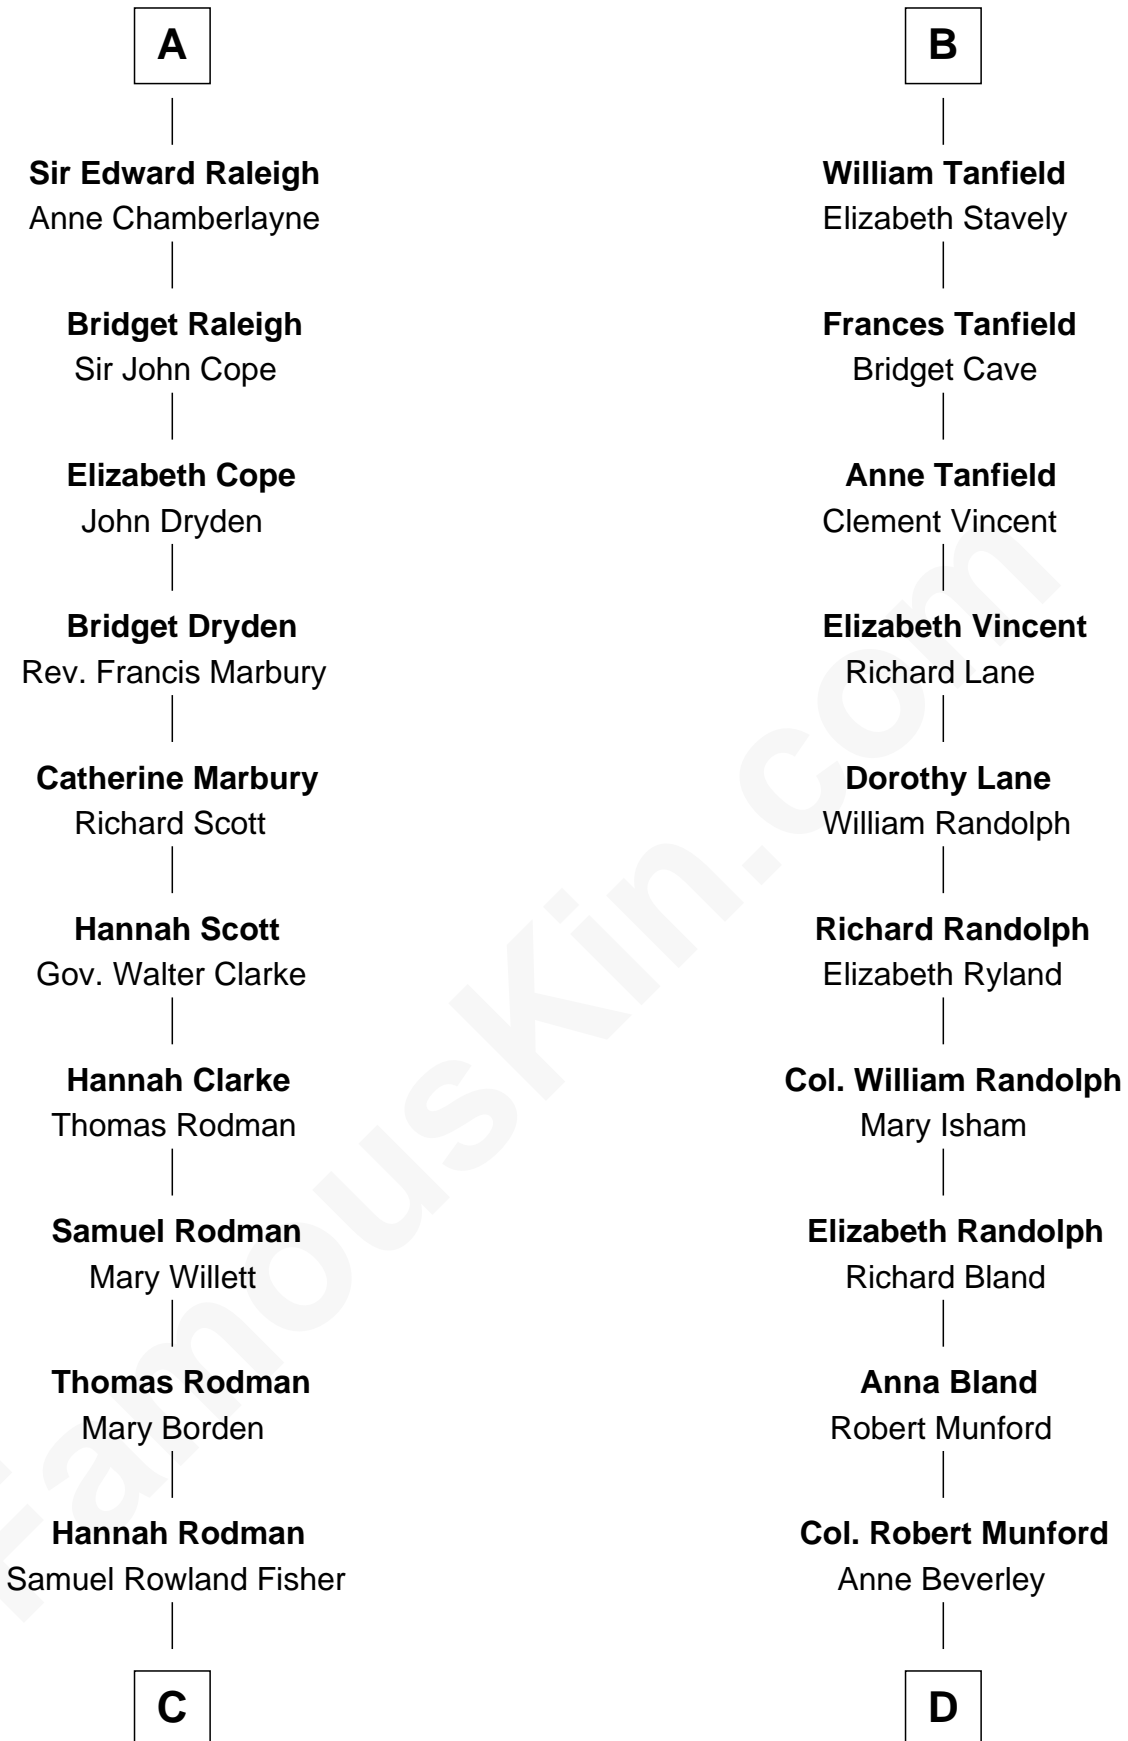 A
Sir Edward Raleigh
Anne Chamberlayne
Bridget Raleigh
Sir John Cope
Elizabeth Cope
John Dryden
Bridget Dryden
Rev. Francis Marbury
Catherine Marbury
Richard Scott
Hannah Scott
Gov. Walter Clarke
Hannah Clarke
Thomas Rodman
Samuel Rodman
Mary Willett
Thomas Rodman
Mary Borden
Hannah Rodman
Samuel Rowland Fisher
C
B
William Tanfield
Elizabeth Stavely
Frances Tanfield
Bridget Cave
Anne Tanfield
Clement Vincent
Elizabeth Vincent
Richard Lane
Dorothy Lane
William Randolph
Richard Randolph
Elizabeth Ryland
Col. William Randolph
Mary Isham
Elizabeth Randolph
Richard Bland
Anna Bland
Robert Munford
Col. Robert Munford
Anne Beverley
D
FamousKin.com